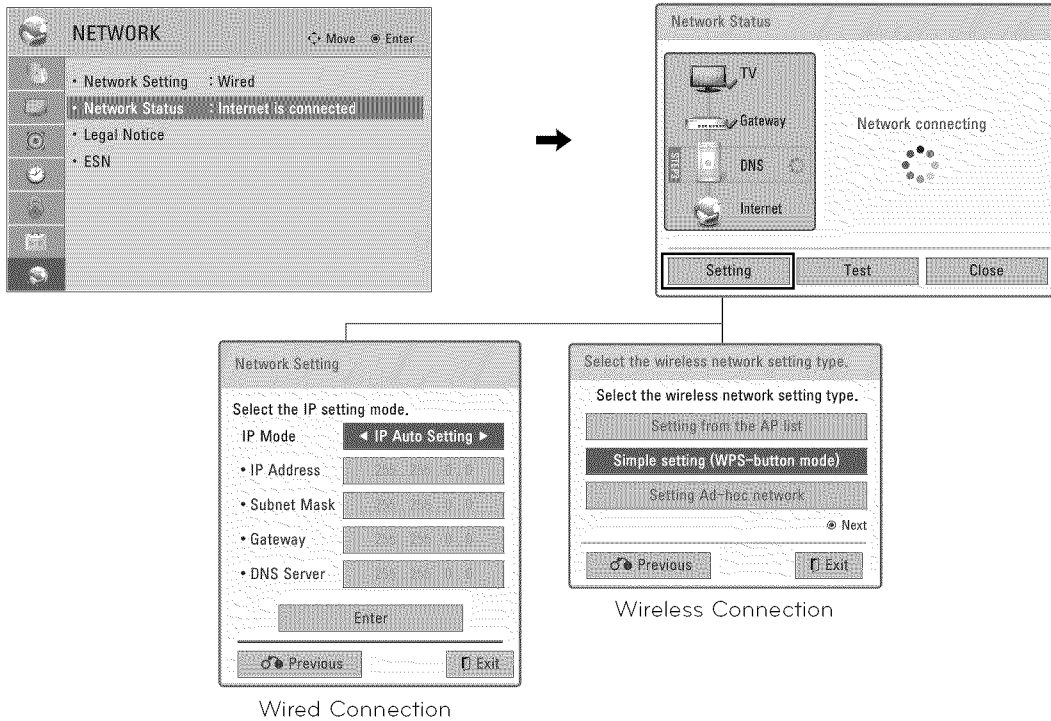 NETWORK
Move Enter
• Network Setting : Wired
• Network Status : Internet is connected
• Legal Notice
• ESN
Network Status
TV
Gateway
DNS
Internet
Network connecting
Setting
Test
Close
Network Setting
Select the IP setting mode.
IP Mode ◄ IP Auto Setting ►
• IP Address
• Subnet Mask
• Gateway
• DNS Server
Enter
Previous
Exit
Wired Connection
Select the wireless network setting type.
Select the wireless network setting type.
Setting from the AP list
Simple setting (WPS-button mode)
Setting Ad-hoc network
Next
Previous
Exit
Wireless Connection